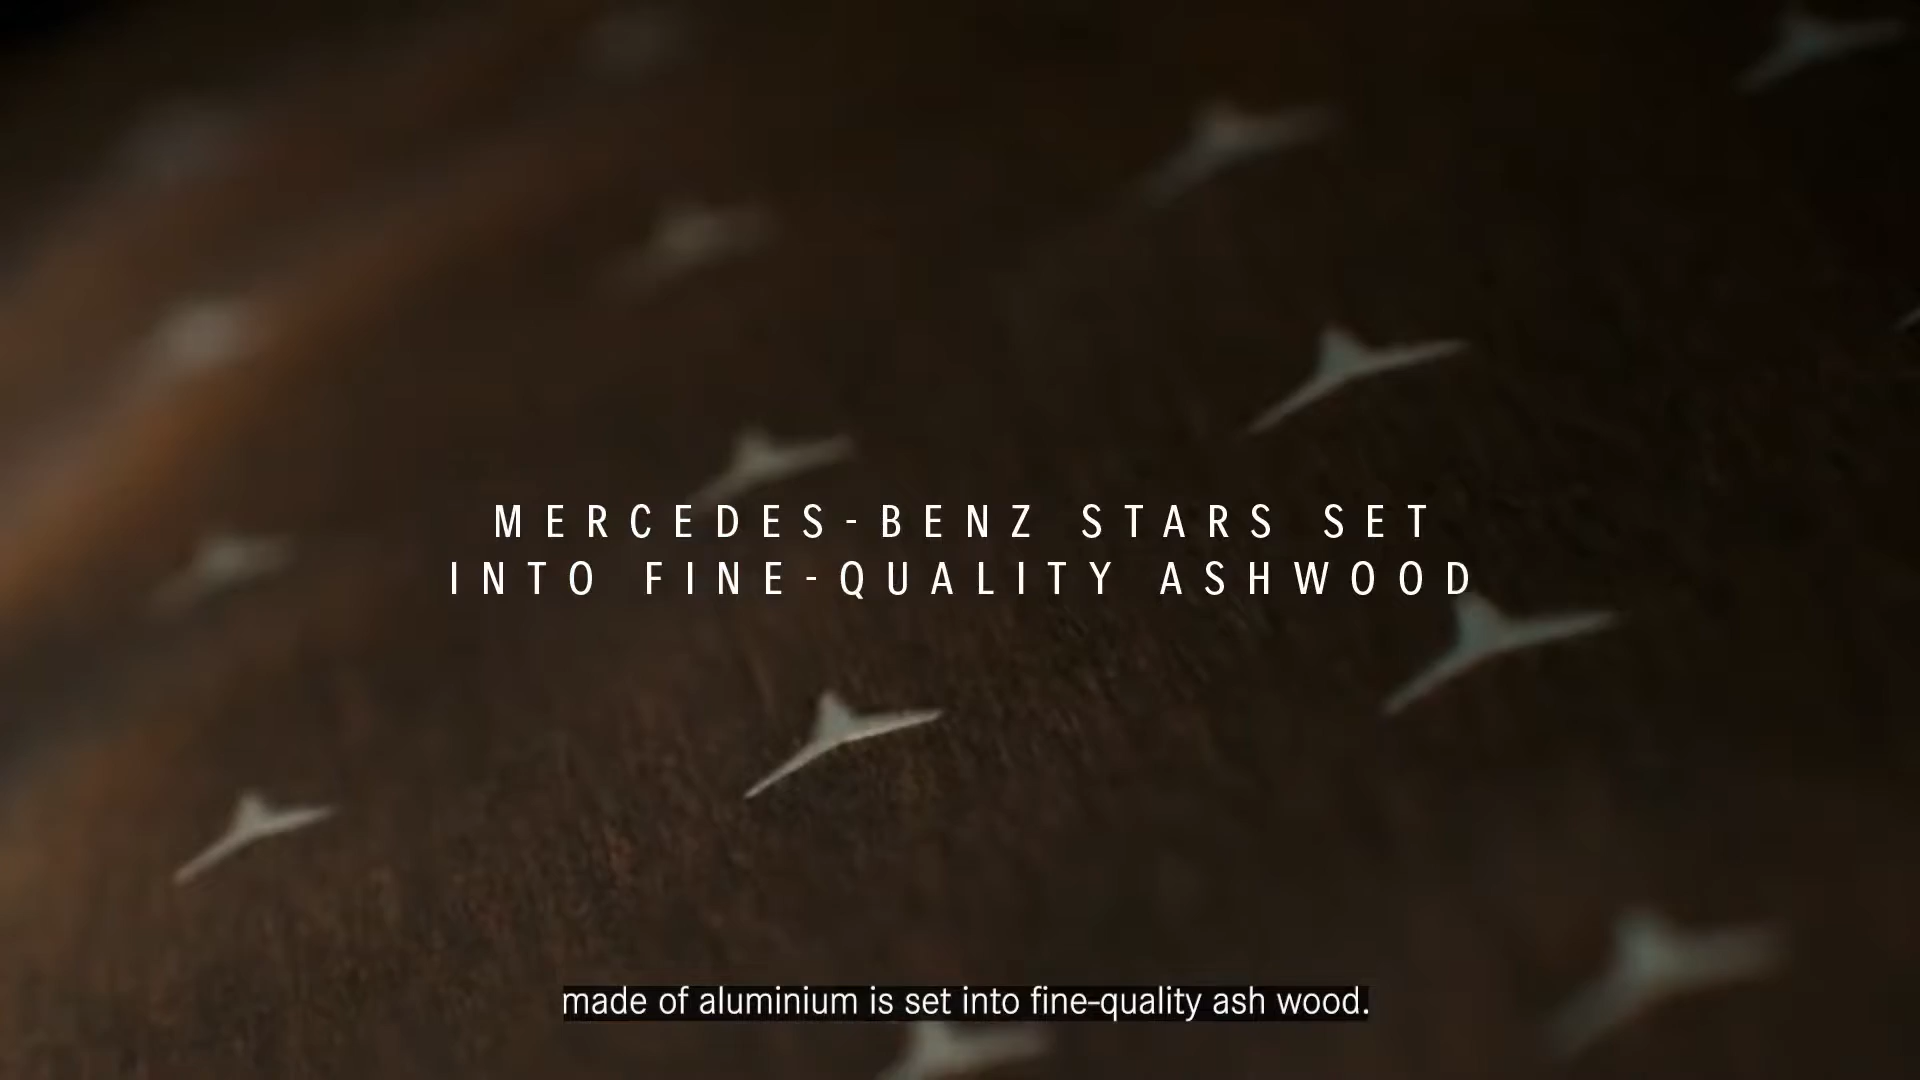 MERCEDES-BENZ STARS SET
INTO FINE-QUALITY ASHWOOD
made of aluminium is set into fine-quality ash wood.